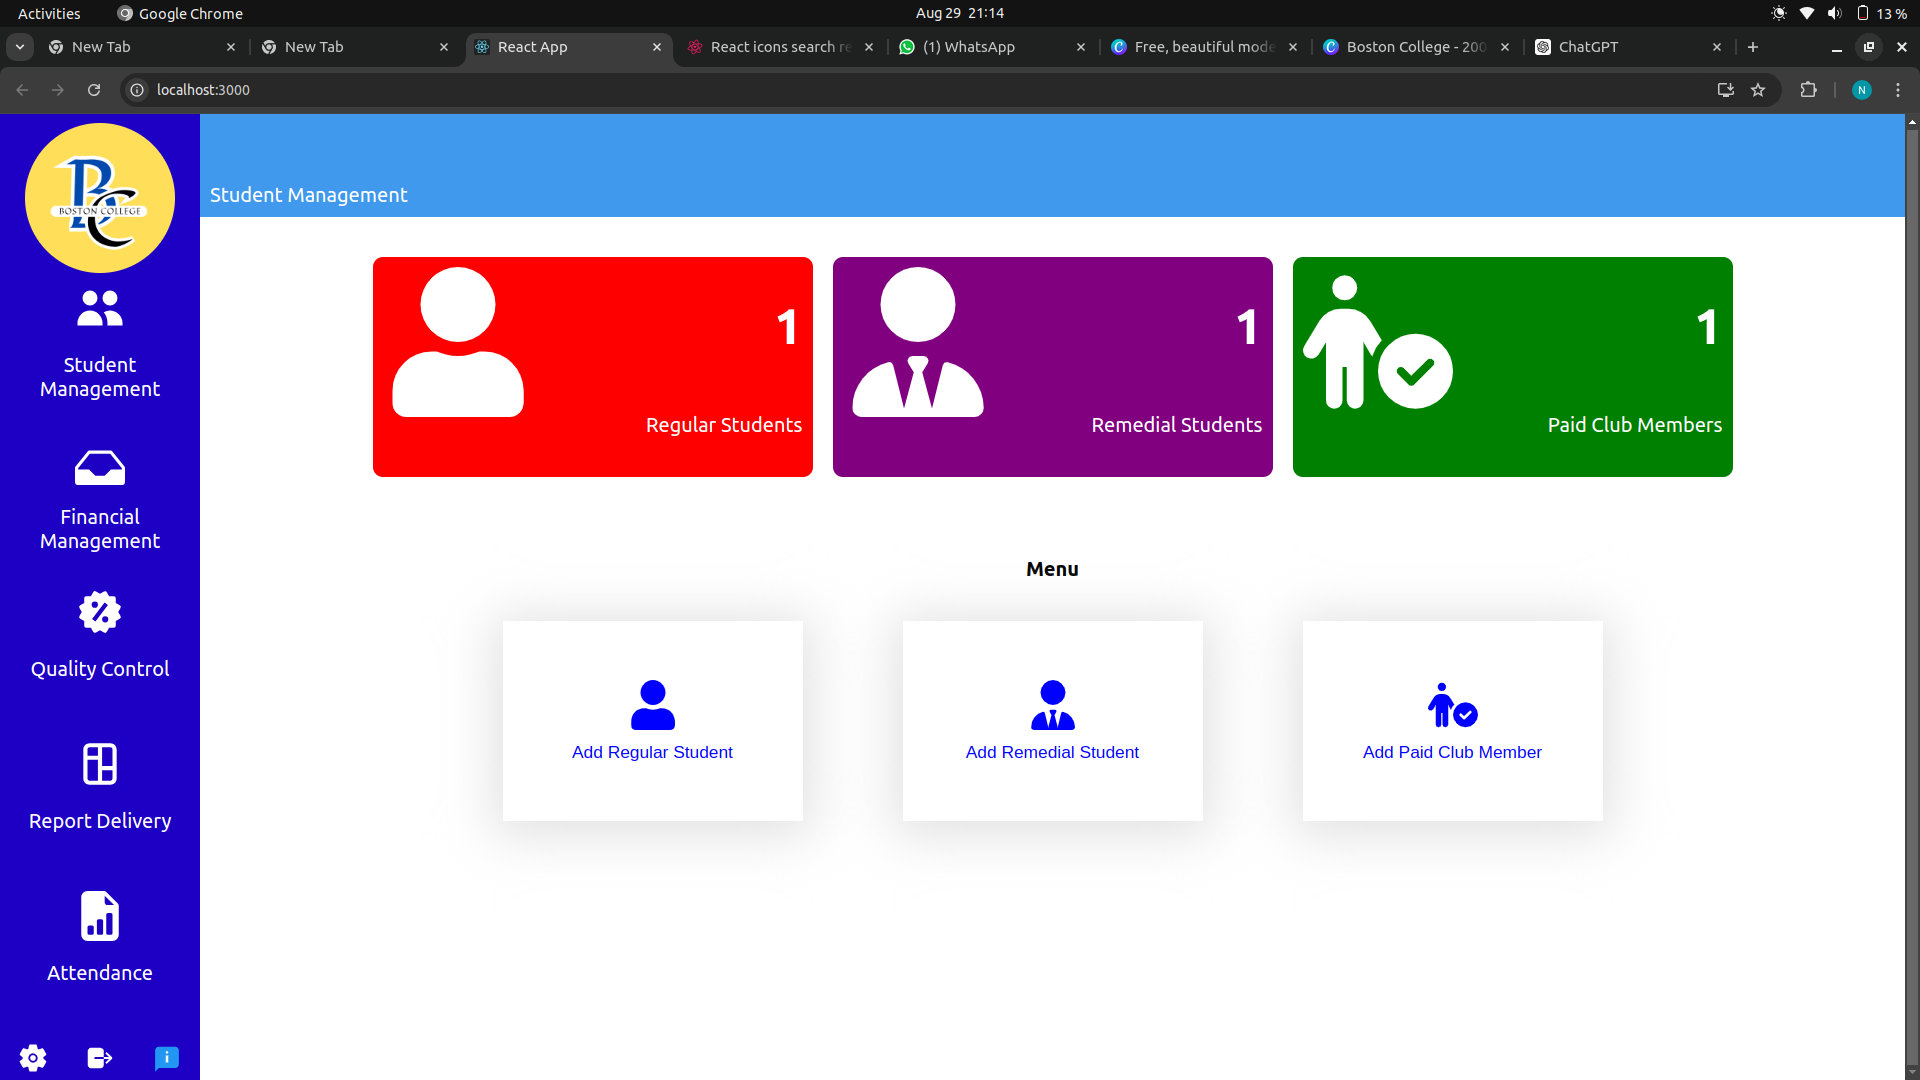 Activities
Google Chrome
Aug 29 21:14
13 %
New Tab
New Tab
React App
React icons search re
(1) WhatsApp
Free, beautiful mode
Boston College - 200
ChatGPT
localhost:3000
N
BC
BOSTON COLLEGE
Student Management
Student
Management
Financial
Management
Quality Control
Report Delivery
Attendance
1
Regular Students
1
Remedial Students
1
Paid Club Members
Menu
Add Regular Student
Add Remedial Student
Add Paid Club Member